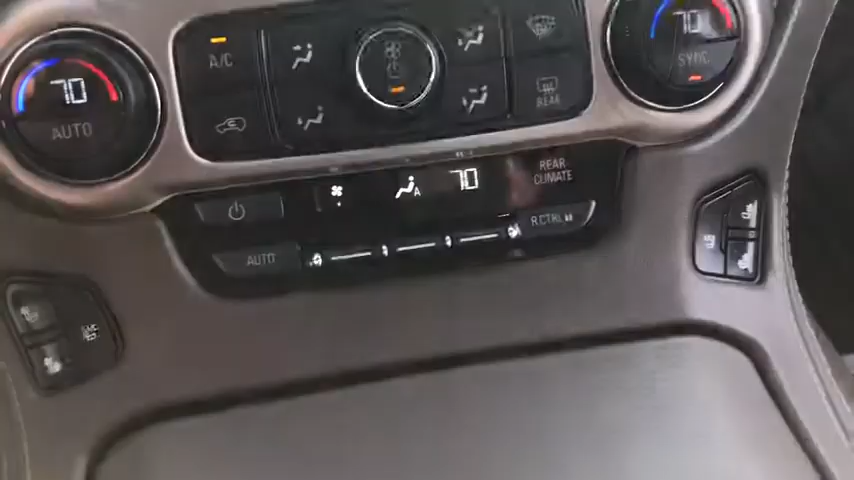 A/C
70
AUTO
REAR
70
SYNC
A
70
REAR
CLIMATE
AUTO
R.CTRL